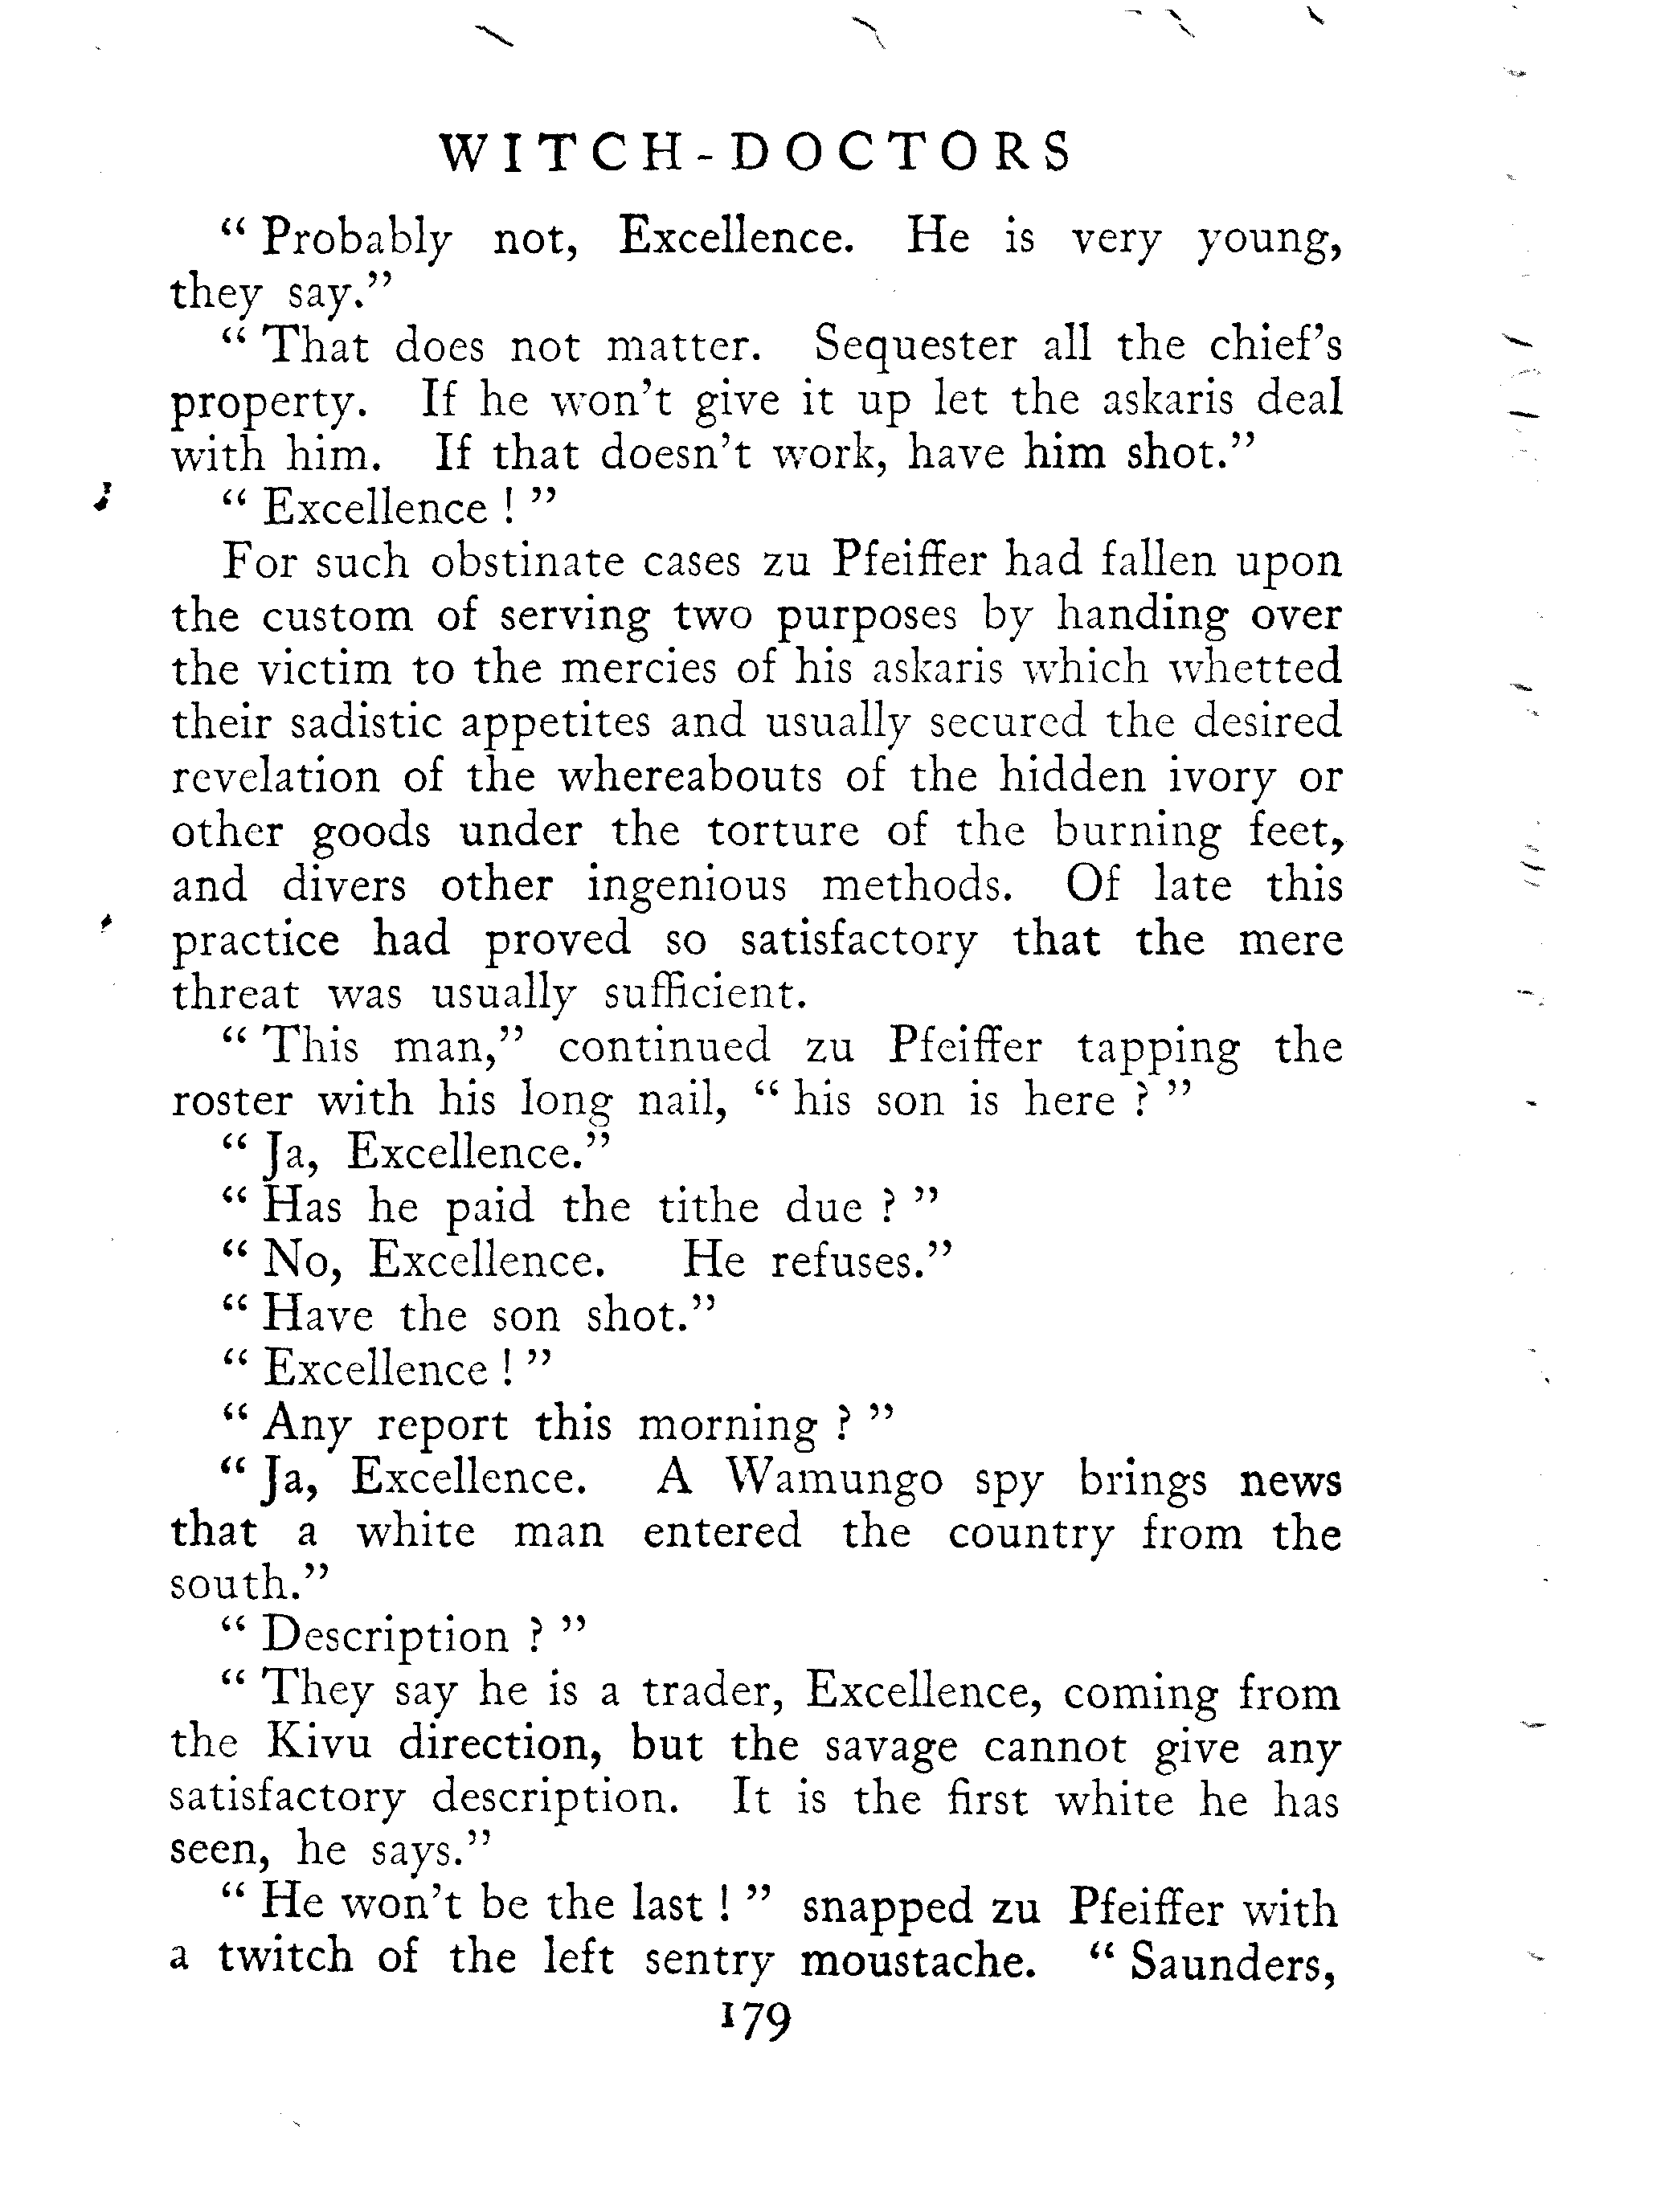 WITCH-DOCTORS
“ Probably not, Excellence. He is very young,
they say.”
“ That does not matter. Sequester all the chief’s
property. If he won’t give it up let the askaris deal
with him. If that doesn’t work, have him shot.”
“ Excellence ! ”
For such obstinate cases zu Pfeiffer had fallen upon
the custom of serving two purposes by handing over
the victim to the mercies of his askaris which whetted
their sadistic appetites and usually secured the desired
revelation of the whereabouts of the hidden ivory or
other goods under the torture of the burning feet,
and divers other ingenious methods. Of late this
practice had proved so satisfactory that the mere
threat was usually sufficient.
“ This man,” continued zu Pfeiffer tapping the
roster with his long nail, “ his son is here ? ”
“ Ja, Excellence.”
“ Has he paid the tithe due ? ”
“ No, Excellence. He refuses.”
“ Have the son shot.”
“ Excellence ! ”
“ Any report this morning ? ”
“ Ja, Excellence. A Wamungo spy brings news
that a white man entered the country from the
south.”
“ Description ? ”
“ They say he is a trader, Excellence, coming from
the Kivu direction, but the savage cannot give any
satisfactory description. It is the first white he has
seen, he says.”
“ He won’t be the last ! ” snapped zu Pfeiffer with
a twitch of the left sentry moustache. “ Saunders,
179